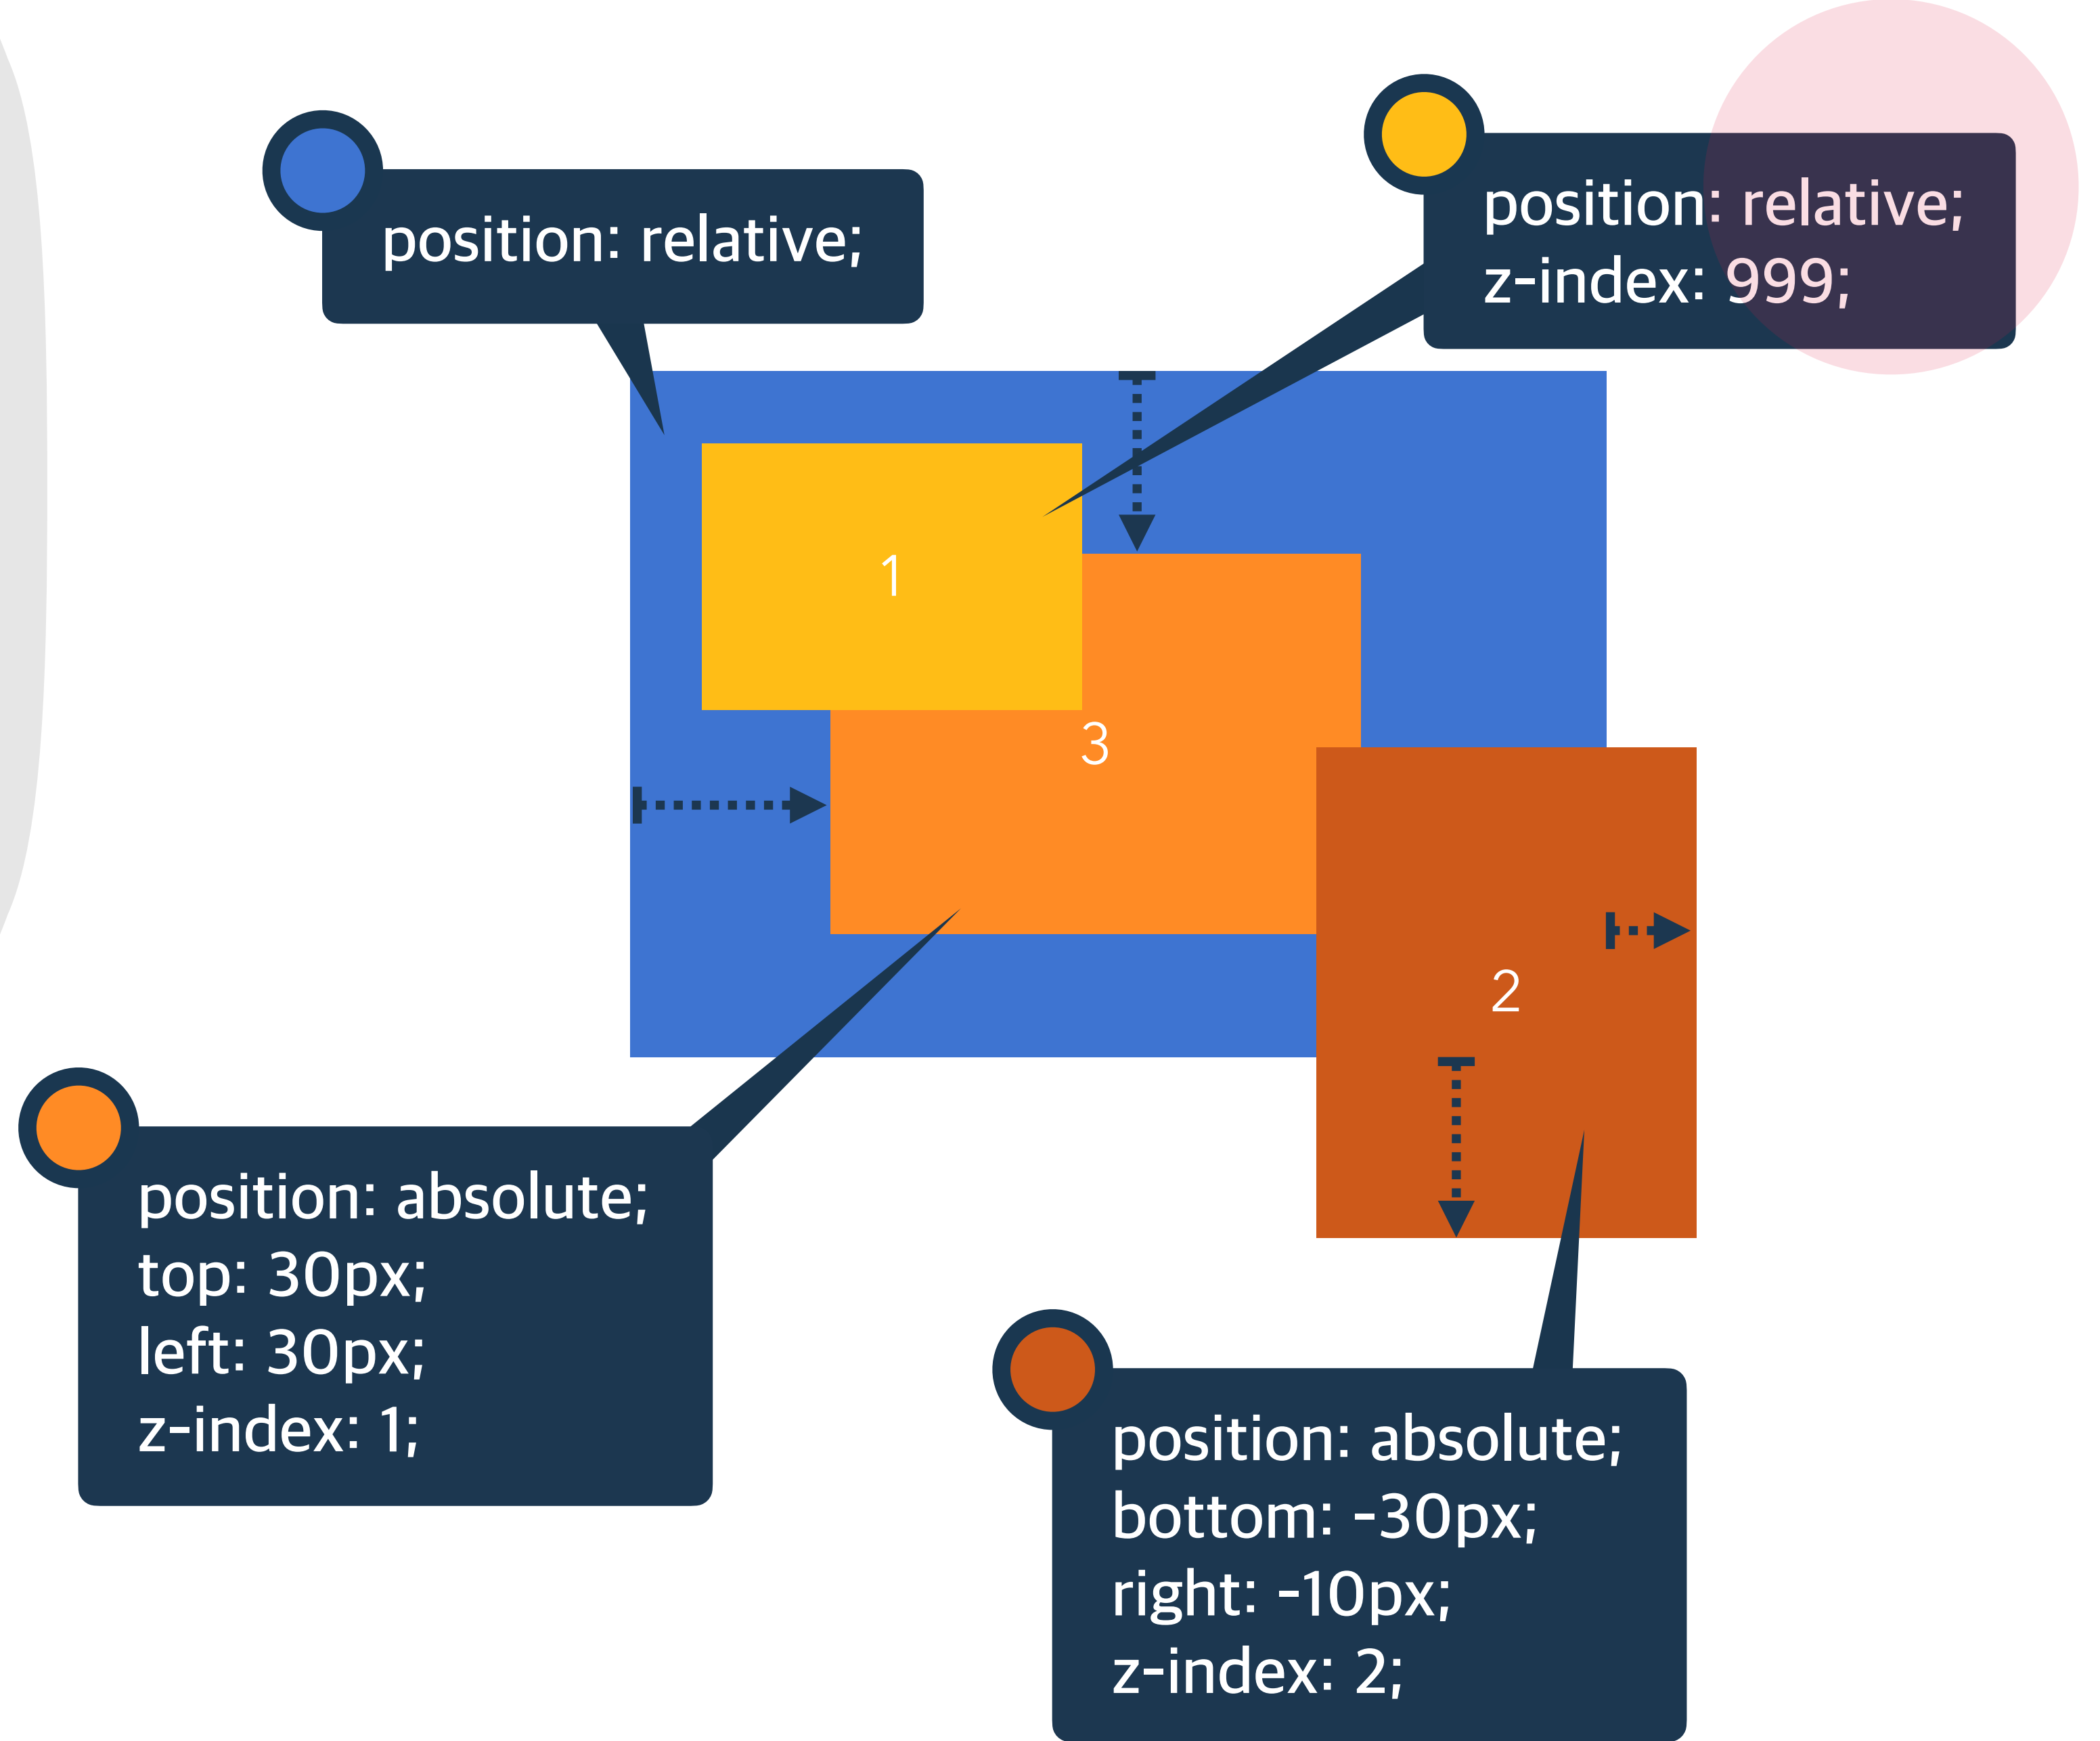 position: relative;
position: relative;
z-index: 999;
1
3
2
position: absolute;
top: 30px;
left: 30px;
z-index: 1;
position: absolute;
bottom: -30px;
right: -10px;
z-index: 2;